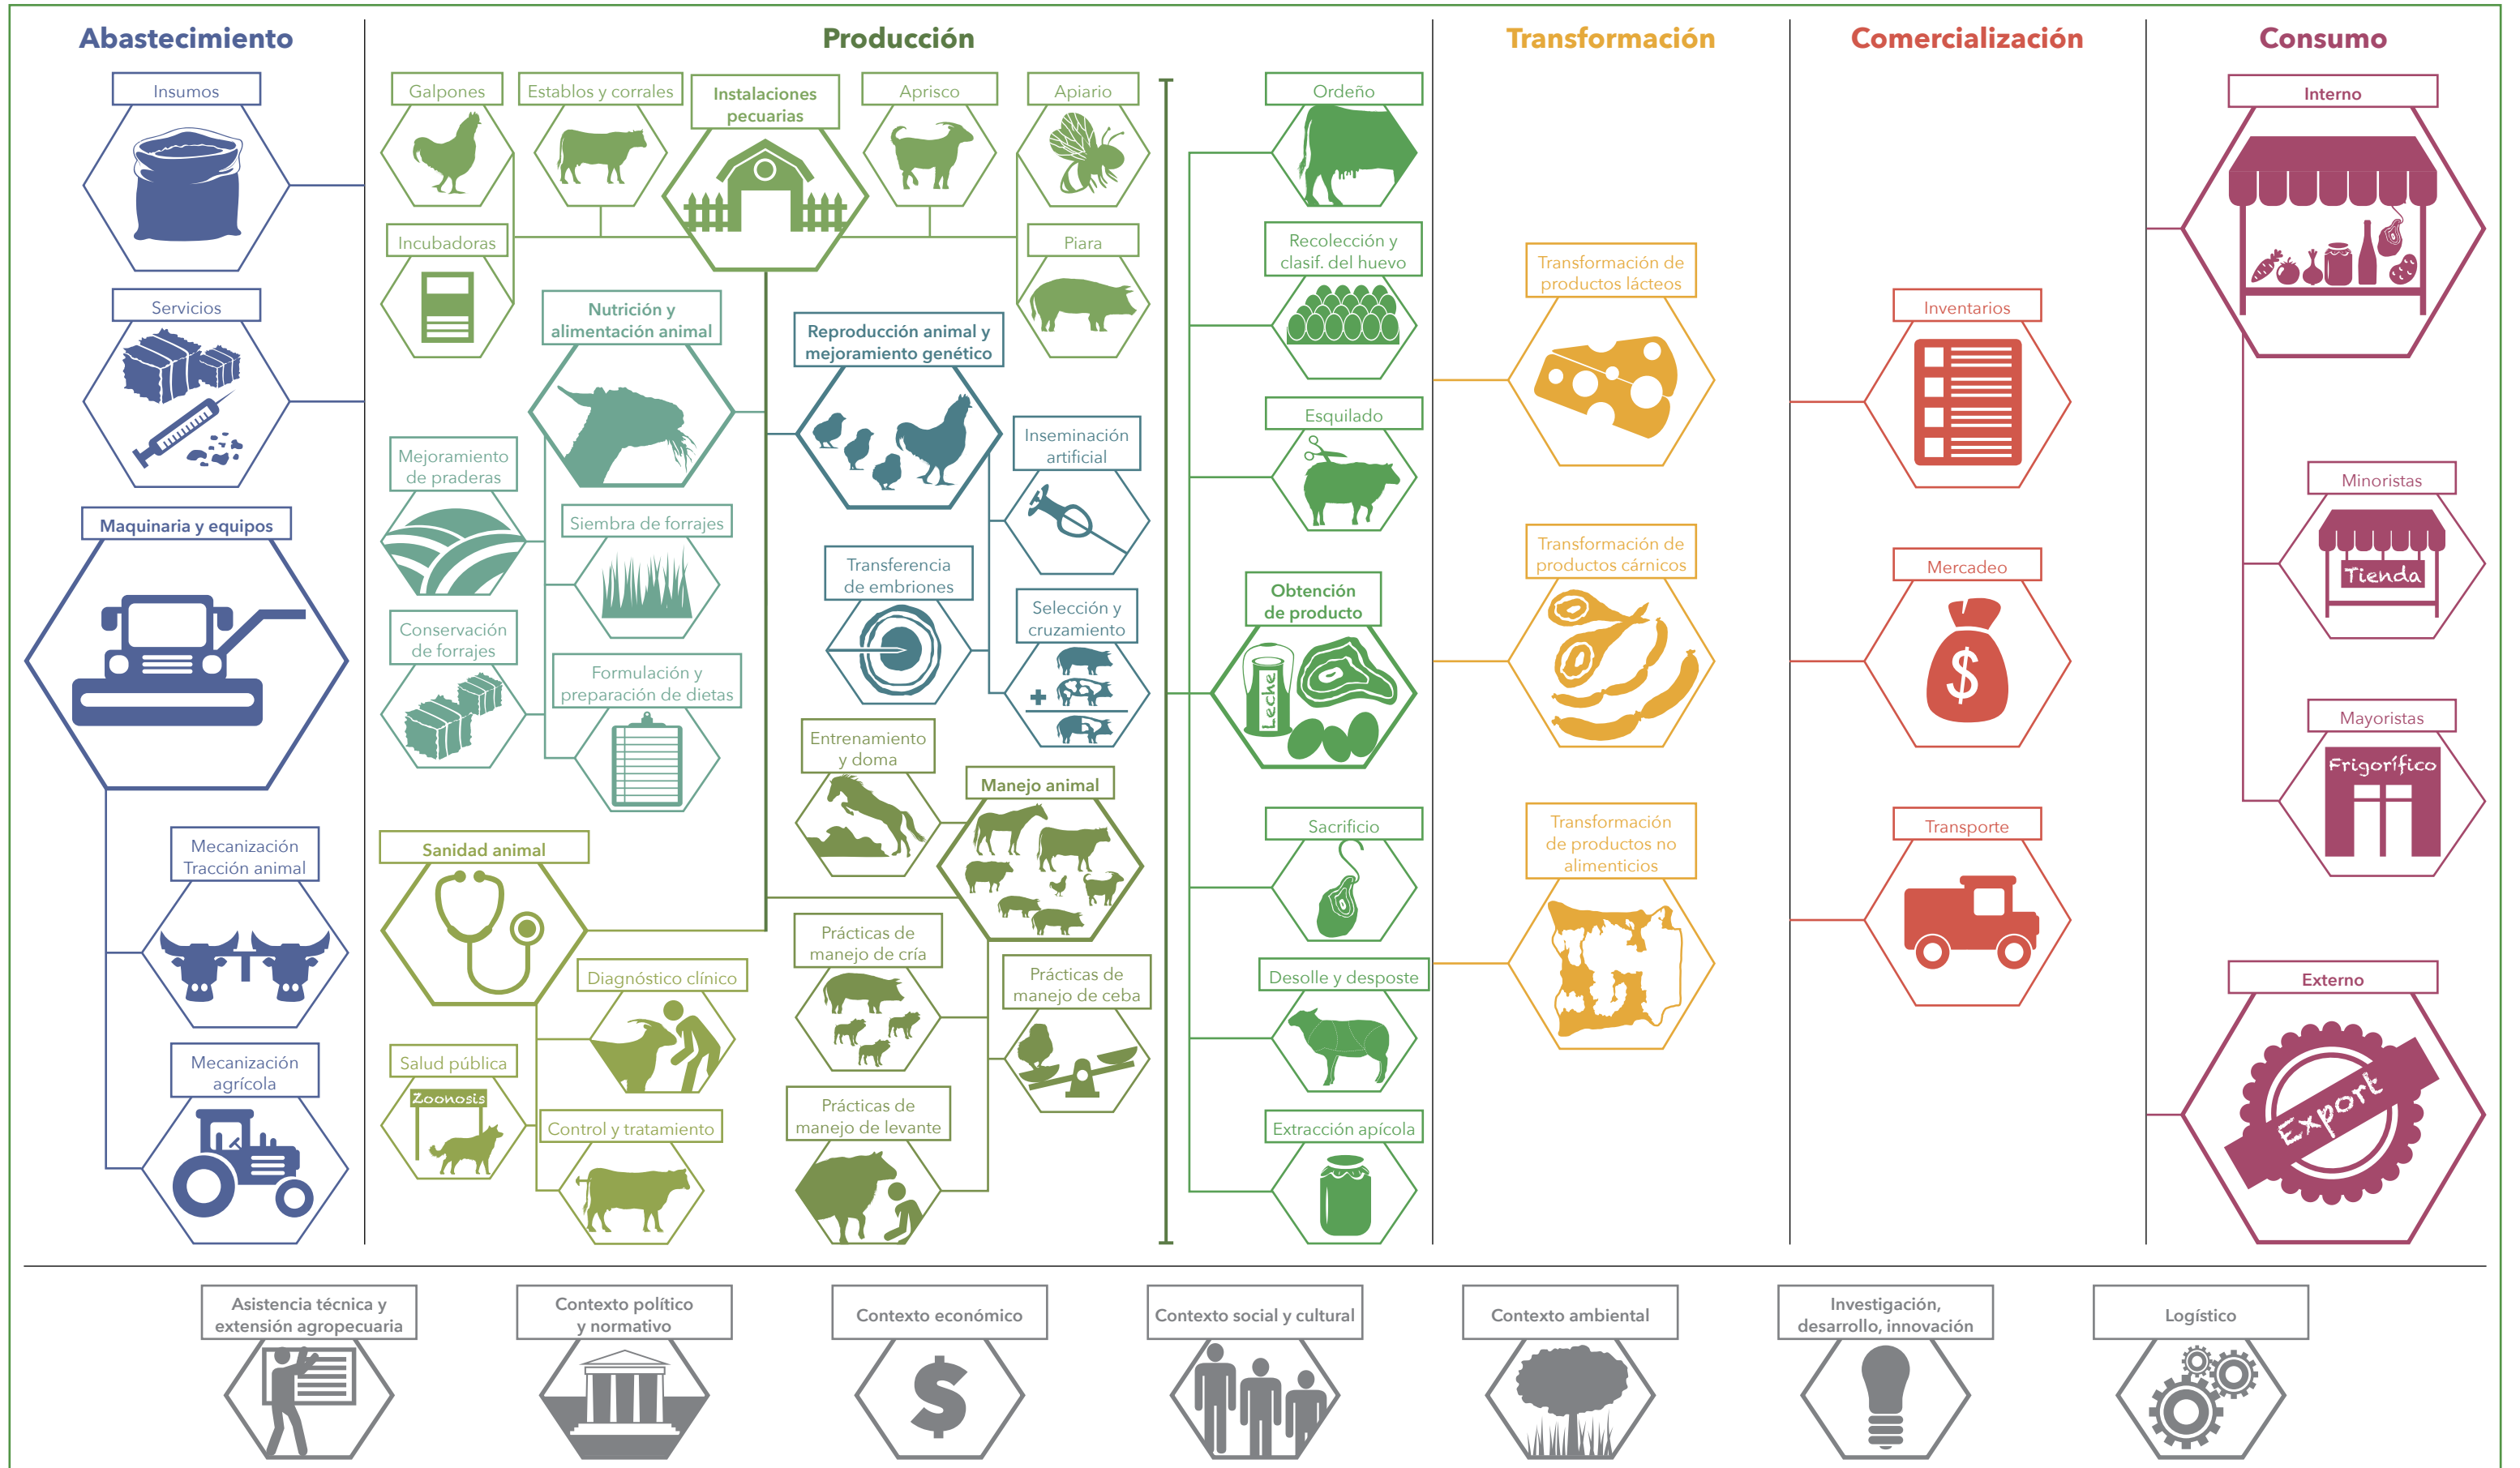 Abastecimiento
Insumos
Servicios
Maquinaria y equipos
Mecanización
Tracción animal
Mecanización
agrícola
Producción
Galpones
Establos y corrales
Instalaciones
pecuarias
Aprisco
Apiario
Incubadoras
Piara
Nutrición y
alimentación animal
Mejoramiento
de praderas
Siembra de forrajes
Conservación
de forrajes
Formulación y
preparación de dietas
Reproducción animal y
mejoramiento genético
Inseminación
artificial
Transferencia
de embriones
Selección y
cruzamiento
+
Entrenamiento
y doma
Manejo animal
Prácticas de
manejo de cría
Prácticas de
manejo de ceba
Prácticas de
manejo de levante
Sanidad animal
Diagnóstico clínico
Salud pública
Zoonosis
Control y tratamiento
Ordeño
Recolección y
clasif. del huevo
Esquilado
Obtención
de producto
Leche
Sacrificio
Desolle y desposte
Extracción apícola
Transformación
Transformación de
productos lácteos
Transformación de
productos cárnicos
Transformación
de productos no
alimenticios
Comercialización
Inventarios
Mercadeo
$
Transporte
Consumo
Interno
Minoristas
Tienda
Mayoristas
Frigorífico
Externo
Export
Asistencia técnica y
extensión agropecuaria
Contexto político
y normativo
Contexto económico
$
Contexto social y cultural
Contexto ambiental
Investigación,
desarrollo, innovación
Logístico